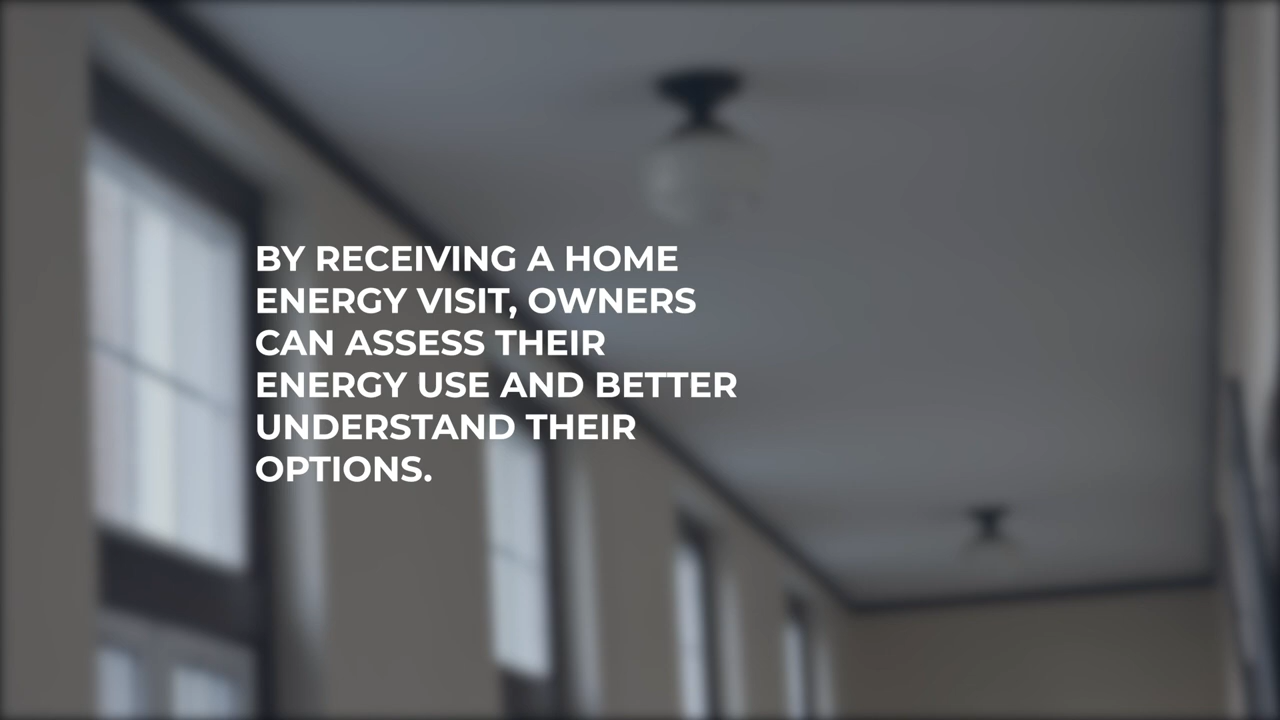 BY RECEIVING A HOME
ENERGY VISIT, OWNERS
CAN ASSESS THEIR
ENERGY USE AND BETTER
UNDERSTAND THEIR
OPTIONS.